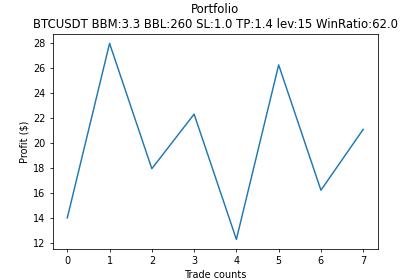 Portfolio
BTCUSDT BBM:3.3 BBL:260 SL:1.0 TP:1.4 lev:15 WinRatio:62.0
28
26
24
22
20
18
16
14
12
Profit ($)
0 1 2 3 4 5 6 7
Trade counts